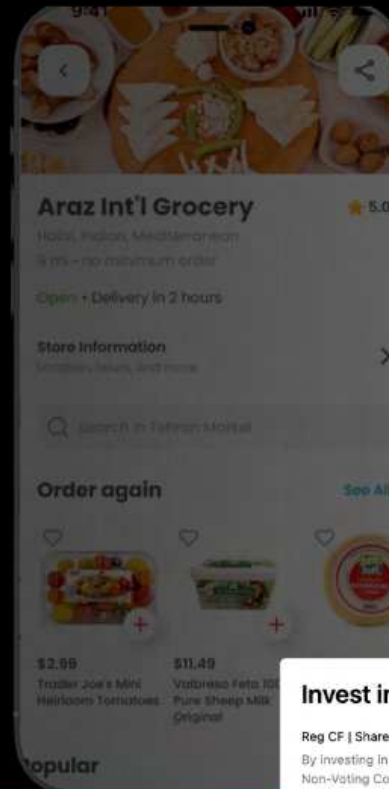 9:41
Araz Int'l Grocery
5.0
Halal, Indian, Mediterranean
9 mi - no minimum order
Open • Delivery in 2 hours
Store Information
hours, and more
Search in Tehran Market
Order again
See All
$2.99
$11.49
Trader Joe's Mini
Valbreso Feta 100
Heirloom Tomatoes
Pure Sheep Milk
Original
Popular
Invest in
Reg CF | Share
By investing in
Non-Voting Co